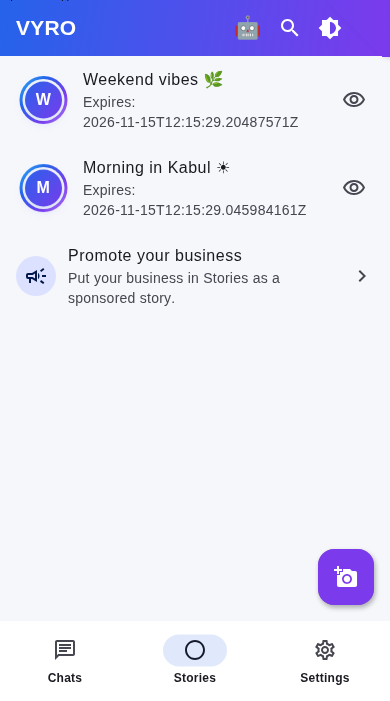 VYRO
W
Weekend vibes 🌿
Expires:
2026-11-15T12:15:29.20487571Z
M
Morning in Kabul ☀
Expires:
2026-11-15T12:15:29.045984161Z
Promote your business
Put your business in Stories as a
sponsored story.
Chats
Stories
Settings